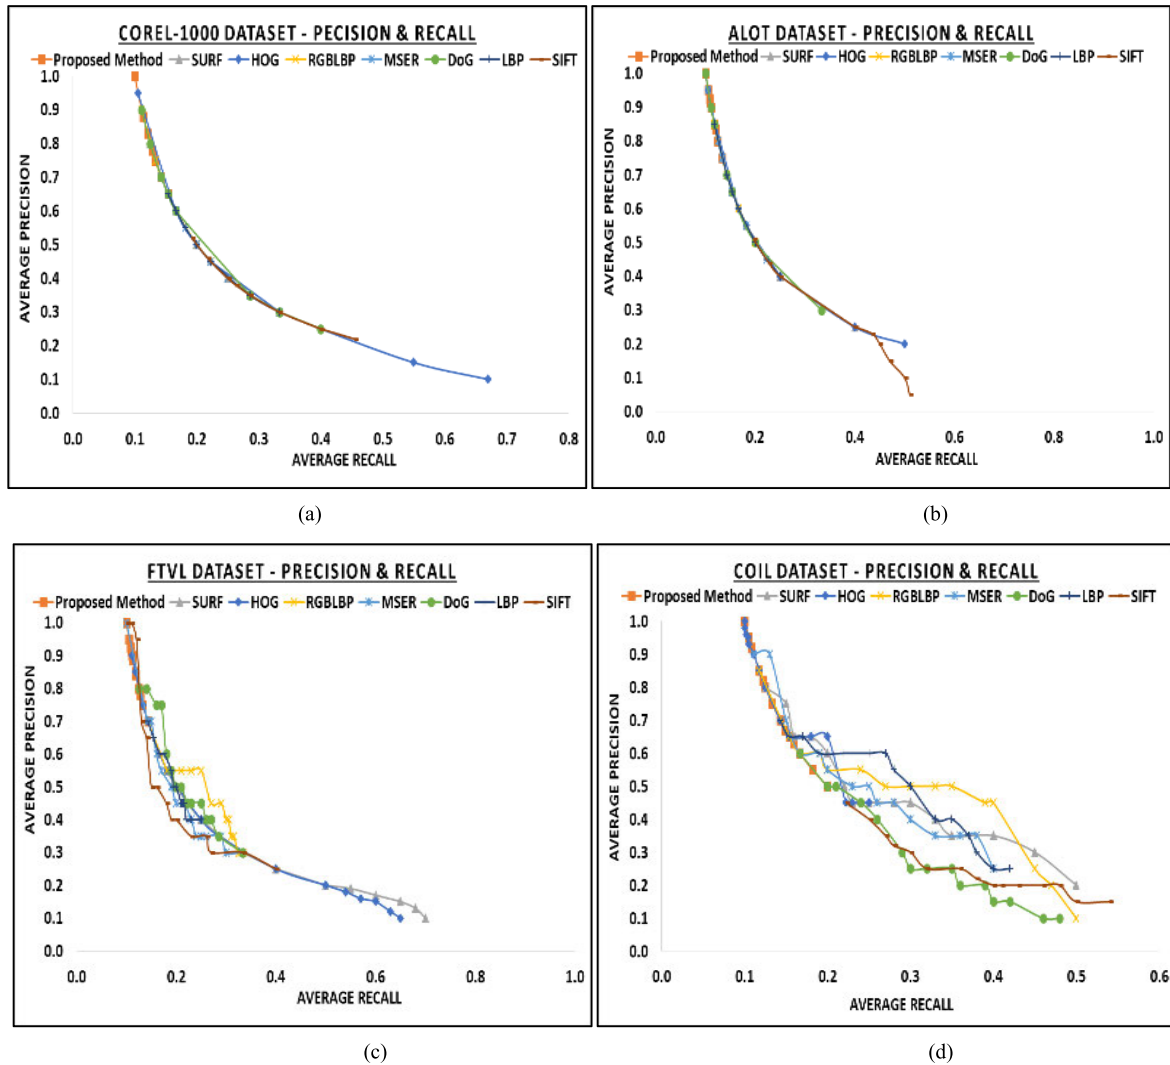 COREL-1000 DATASET - PECISION & RECALL
Proposed Method SURF HOG RGBLBP MSER DoG LBP SIFT
AVERAGE PRECISION
1.0
0.9
0.8
0.7
0.6
0.5
0.4
0.3
0.2
0.1
0.0
0.0 0.1 0.2 0.3 0.4 0.5 0.6 0.7 0.8
AVERAGE RECALL
(a)
ALOT DATASET - PRECISION & RECALL
Proposed Method SURF HOG RGBLBP MSER DoG LBP SIFT
AVERAGE PRECISION
1.0
0.9
0.8
0.7
0.6
0.5
0.4
0.3
0.2
0.1
0.0
0.0 0.2 0.4 0.6 0.8 1.0
AVERAGE RECALL
(b)
FTVL DATASET - PRECISION & RECALL
Proposed Method SURF HOG RGBLBP MSER DoG LBP SIFT
AVERAGE PRECISION
1.0
0.9
0.8
0.7
0.6
0.5
0.4
0.3
0.2
0.1
0.0
0.0 0.2 0.4 0.6 0.8 1.0
AVERAGE RECALL
(c)
COIL DATASET - PRECISION & RECALL
Proposed Method SURF HOG RGBLBP MSER DoG LBP SIFT
AVERAGE PRECISION
1.0
0.9
0.8
0.7
0.6
0.5
0.4
0.3
0.2
0.1
0.0
0.0 0.1 0.2 0.3 0.4 0.5 0.6
AVERAGE RECALL
(d)